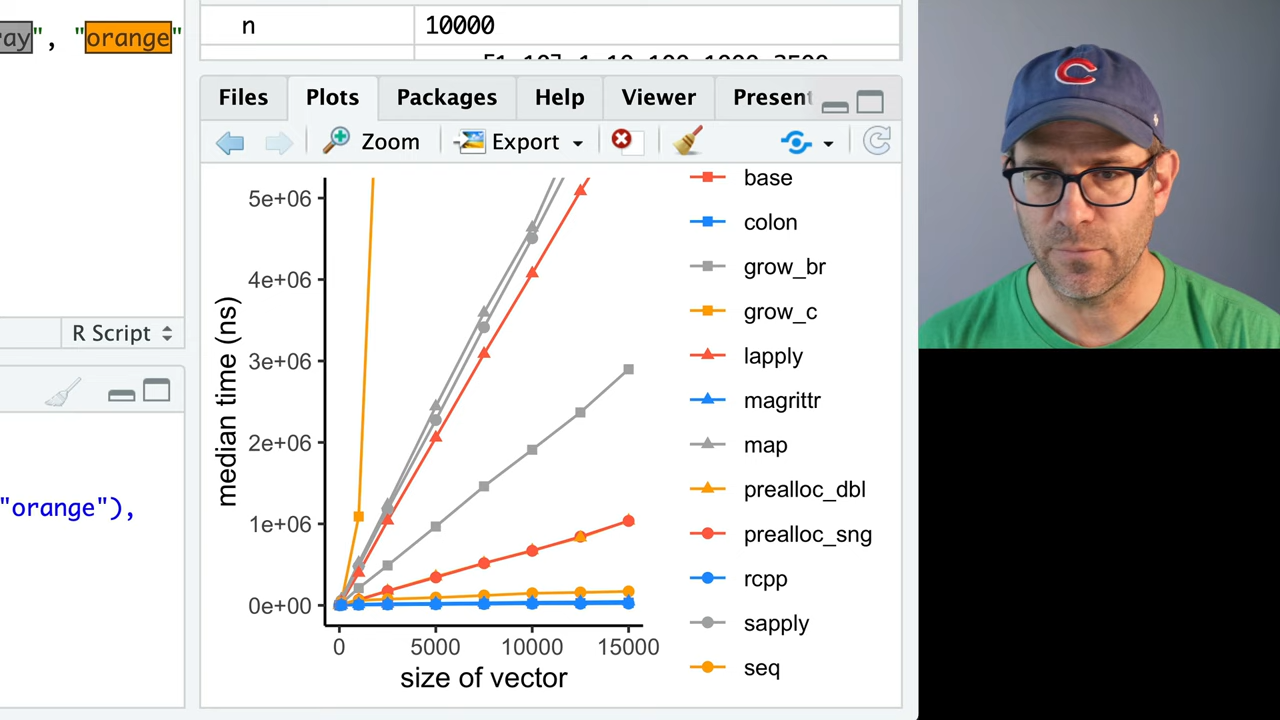 ray", "orange"
n 10000
Files Plots Packages Help Viewer Present
Zoom Export
R Script
"orange"),
median time (ns)
5e+06
4e+06
3e+06
2e+06
1e+06
0e+00
0 5000 10000 15000
size of vector
base
colon
grow_br
grow_c
lapply
magrittr
map
prealloc_dbl
prealloc_sng
rcpp
sapply
seq
C